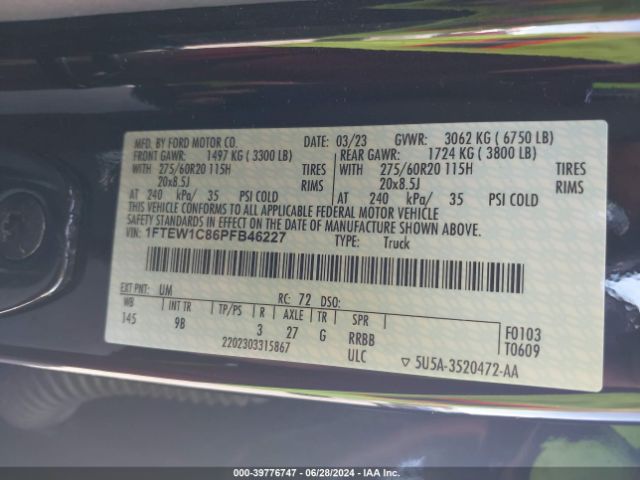 MFD. BY FORD MOTOR CO. DATE: 03/23 GVWR: 3062 KG ( 6750 LB)
FRONT GAWR: 1497 KG ( 3300 LB) REAR GAWR: 1724 KG ( 3800 LB)
WITH 275/60R20 115H TIRES WITH 275/60R20 115H TIRES
20x8.5J RIMS 20x8.5J RIMS
AT 240 kPa/ 35 PSI COLD AT 240 kPa/ 35 PSI COLD
THIS VEHICLE CONFORMS TO ALL APPLICABLE FEDERAL MOTOR VEHICLE
SAFETY STANDARDS IN EFFECT ON THE DATE OF MANUFACTURE SHOWN ABOVE.
VIN: 1FTEW1C86PFB46227 TYPE: Truck
EXT PNT: UM RC: 72 DSO:
WB INT TR TP/PS R AXLE TR SPR
145 9B 3 27 G RRBB F0103
2202303315867 ULC T0609
▽ 5U5A-3520472-AA
000-39776747 - 06/28/2024 - IAAI.COM